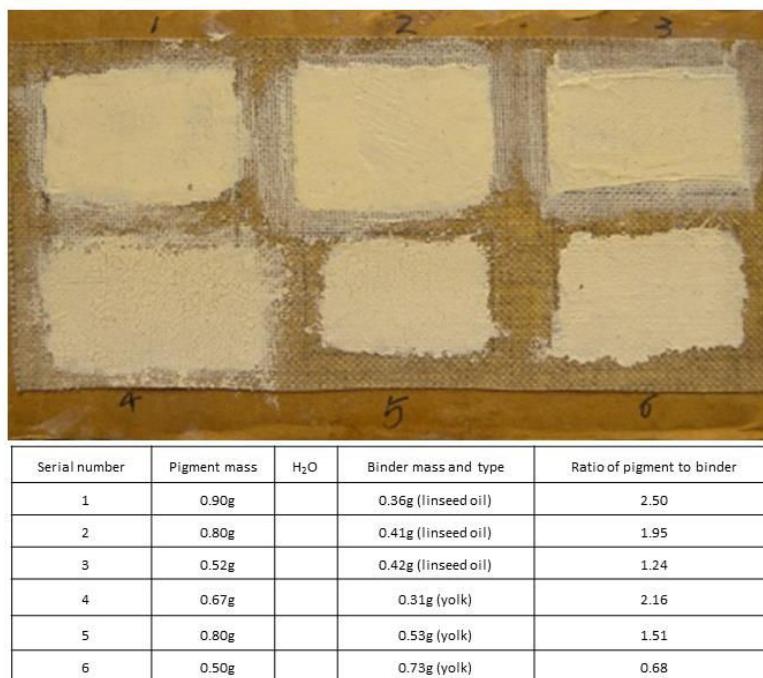 1 2 3
4 5 6
Serial number Pigment mass H₂O Binder mass and type Ratio of pigment to binder
1 0.90g 0.36g (linseed oil) 2.50
2 0.80g 0.41g (linseed oil) 1.95
3 0.52g 0.42g (linseed oil) 1.24
4 0.67g 0.31g (yolk) 2.16
5 0.80g 0.53g (yolk) 1.51
6 0.50g 0.73g (yolk) 0.68